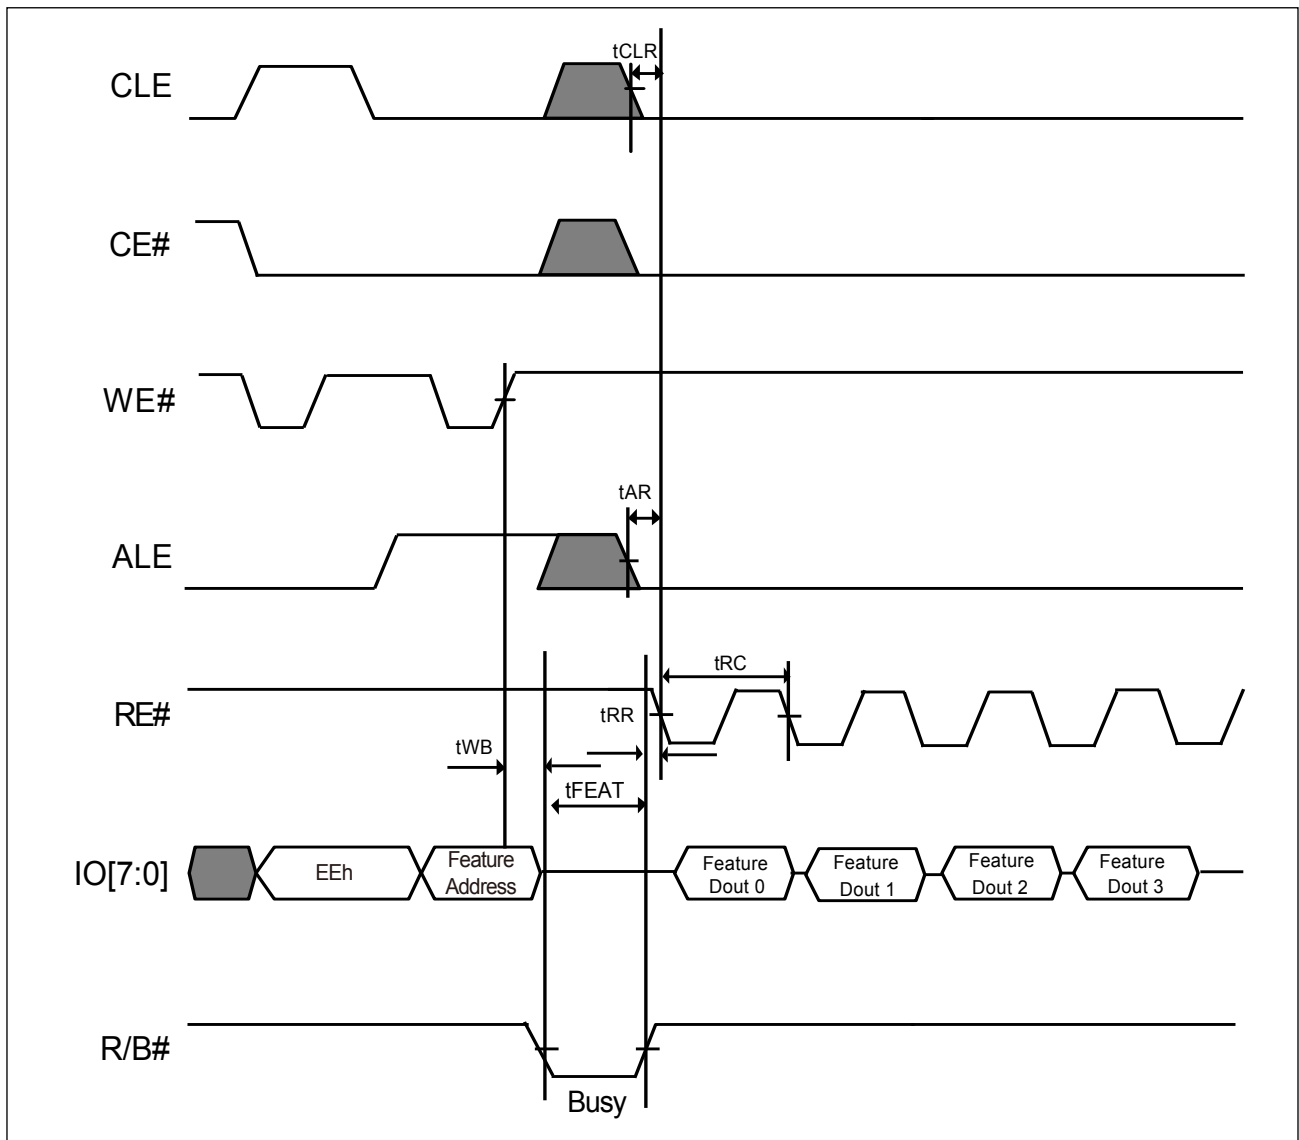 tCLR
CLE
CE#
WE#
tAR
ALE
tRC
RE#
tRR
tWB
tFEAT
IO[7:0]
EEh
Feature
Address
Feature
Dout 0
Feature
Dout 1
Feature
Dout 2
Feature
Dout 3
R/B#
Busy